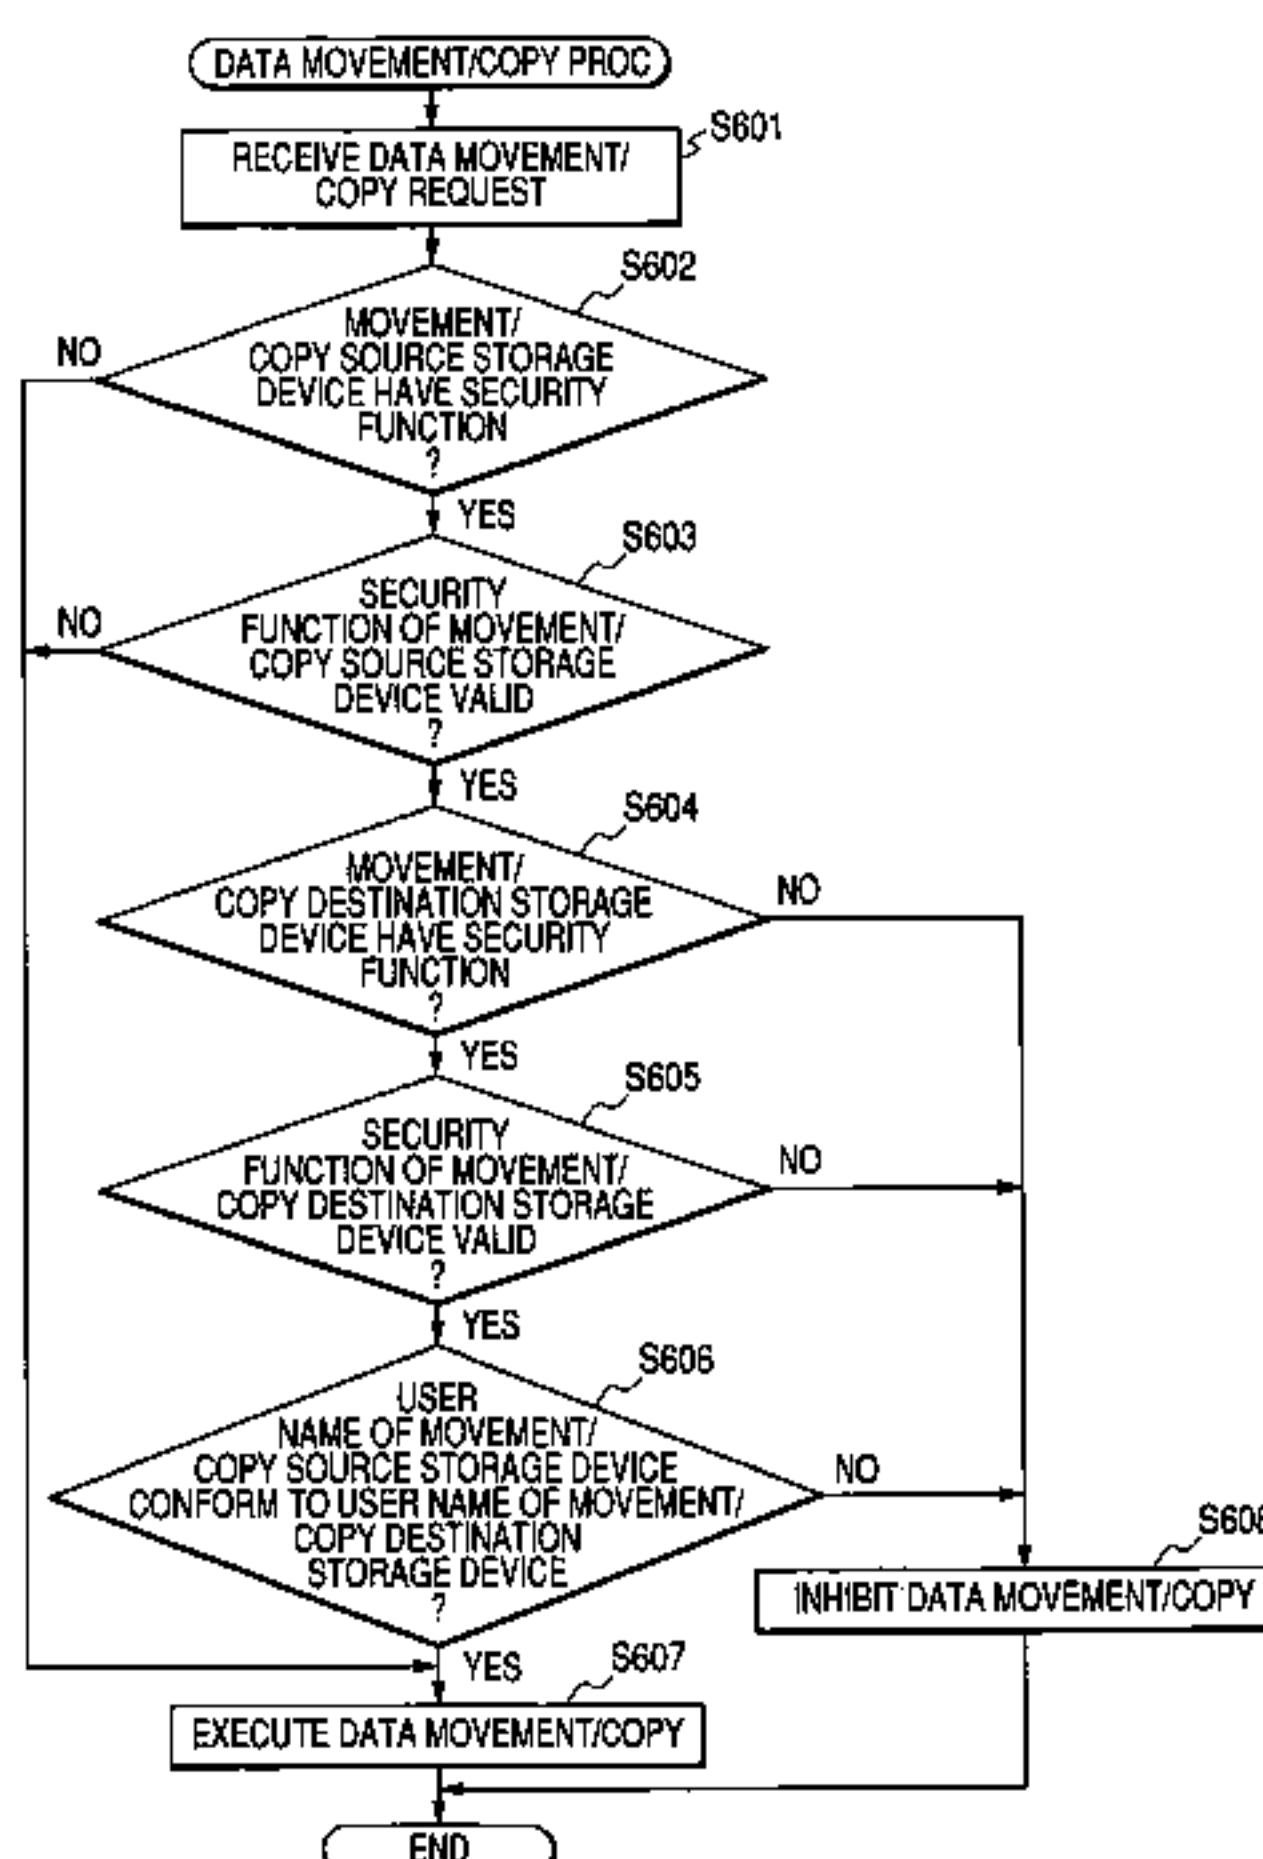 DATA MOVEMENT/COPY PROC
S601
RECEIVE DATA MOVEMENT/
COPY REQUEST
S602
MOVEMENT/
COPY SOURCE STORAGE
DEVICE HAVE SECURITY
FUNCTION
?
NO
YES
S603
SECURITY
FUNCTION OF MOVEMENT/
COPY SOURCE STORAGE
DEVICE VALID
?
NO
YES
S604
MOVEMENT/
COPY DESTINATION STORAGE
DEVICE HAVE SECURITY
FUNCTION
?
NO
YES
S605
SECURITY
FUNCTION OF MOVEMENT/
COPY DESTINATION STORAGE
DEVICE VALID
?
NO
YES
S606
USER
NAME OF MOVEMENT/
COPY SOURCE STORAGE DEVICE
CONFORM TO USER NAME OF MOVEMENT/
COPY DESTINATION
STORAGE DEVICE
?
NO
YES
S608
INHIBIT DATA MOVEMENT/COPY
S607
EXECUTE DATA MOVEMENT/COPY
END